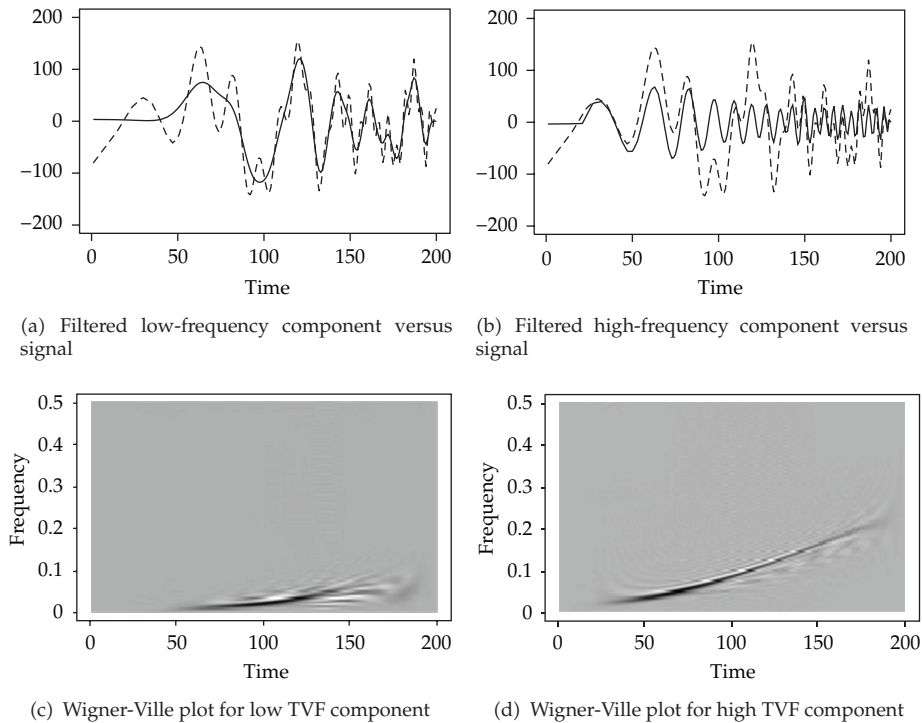 200
100
0
−100
−200
0 50 100 150 200
Time
(a) Filtered low-frequency component versus
signal
200
100
0
−100
−200
0 50 100 150 200
Time
(b) Filtered high-frequency component versus
signal
0.5
0.4
0.3
0.2
0.1
0
Frequency
0 50 100 150 200
Time
(c) Wigner-Ville plot for low TVF component
0.5
0.4
0.3
0.2
0.1
0
Frequency
0 50 100 150 200
Time
(d) Wigner-Ville plot for high TVF component